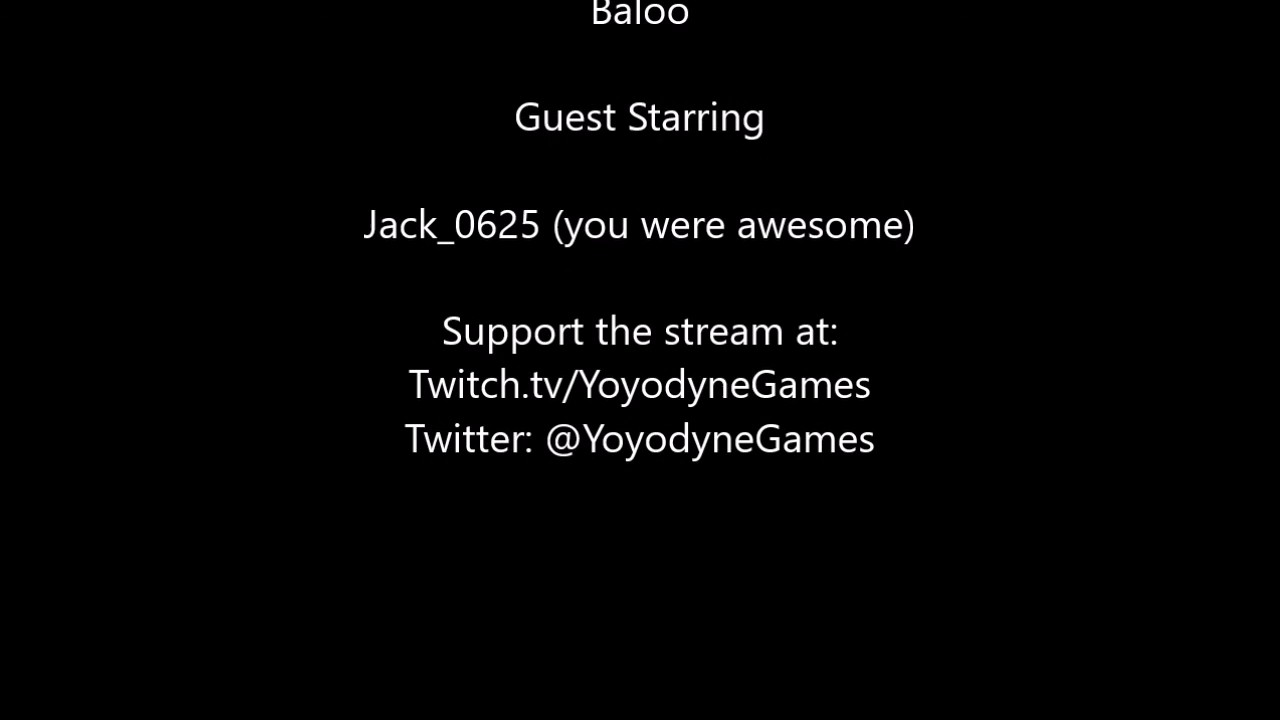 Baloo
Guest Starring
Jack_0625 (you were awesome)
Support the stream at:
Twitch.tv/YoyodyneGames
Twitter: @YoyodyneGames